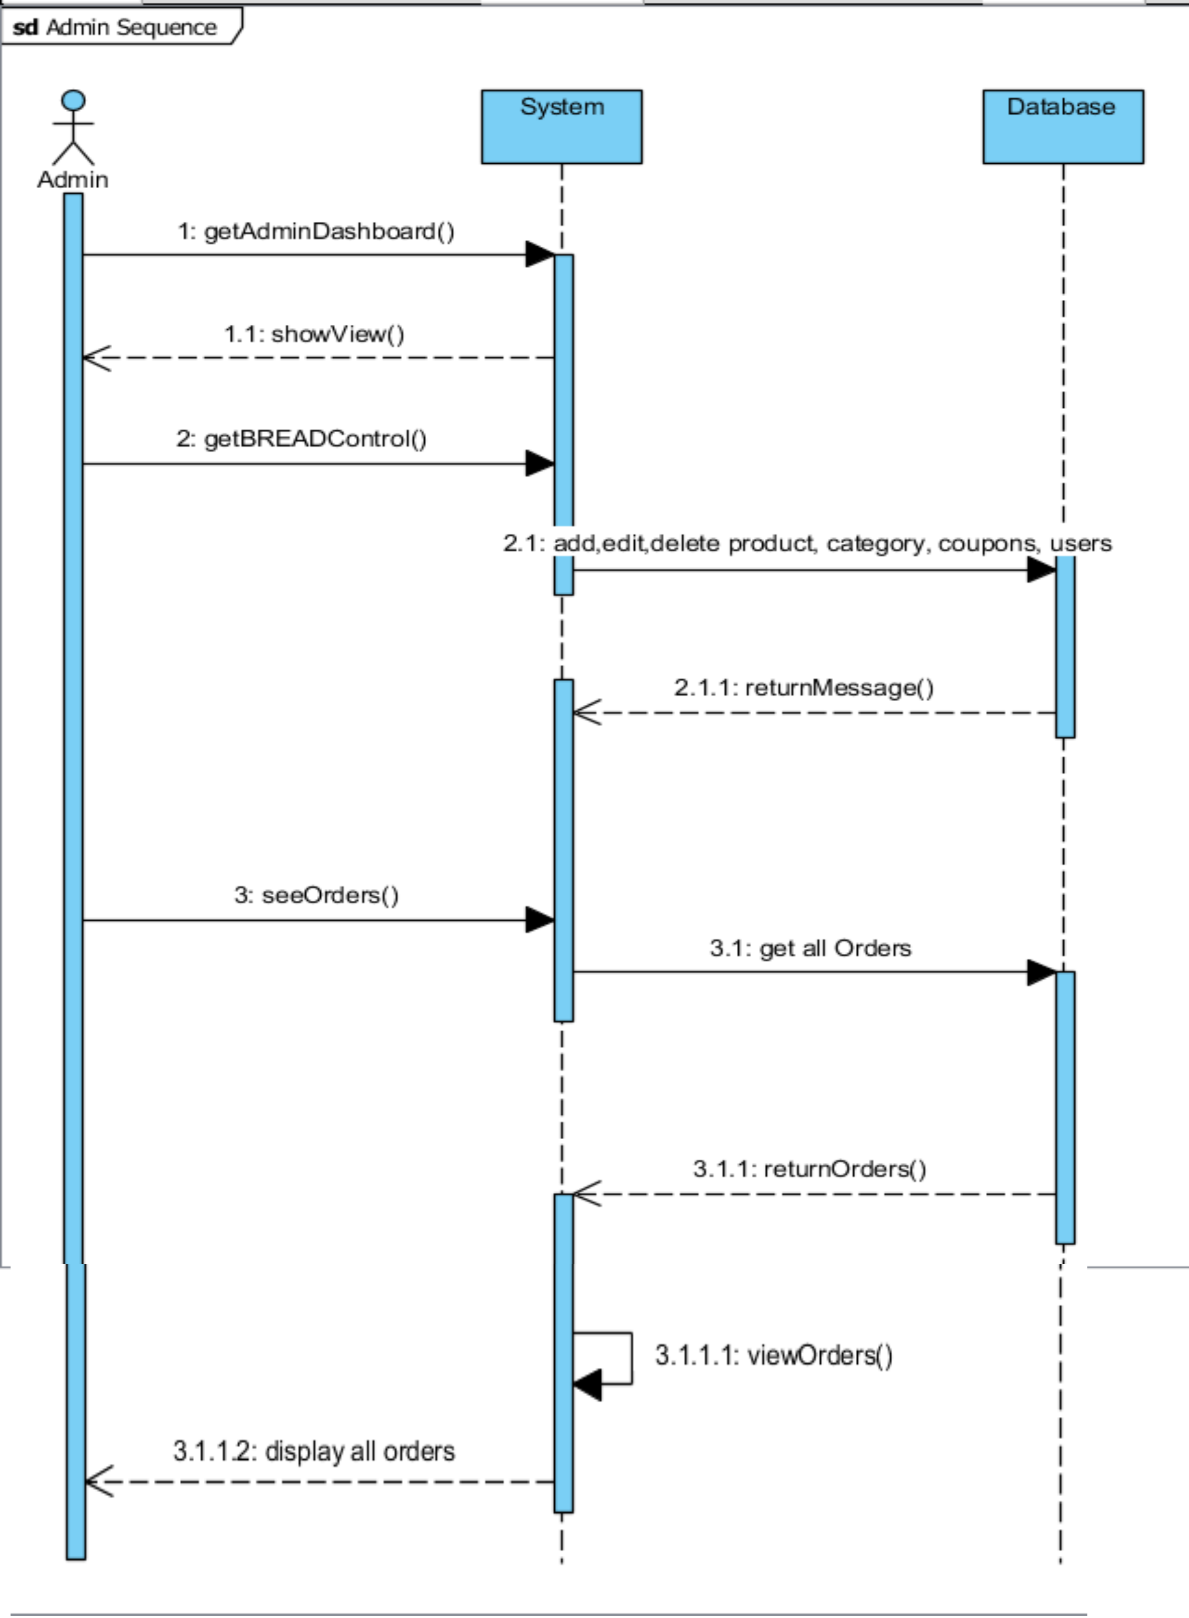 sd Admin Sequence
System
Database
Admin
1: getAdminDashboard()
1.1: showView()
2: getBREADControl()
2.1: add,edit,delete product, category, coupons, users
2.1.1: returnMessage()
3: seeOrders()
3.1: get all Orders
3.1.1: returnOrders()
3.1.1.1: viewOrders()
3.1.1.2: display all orders